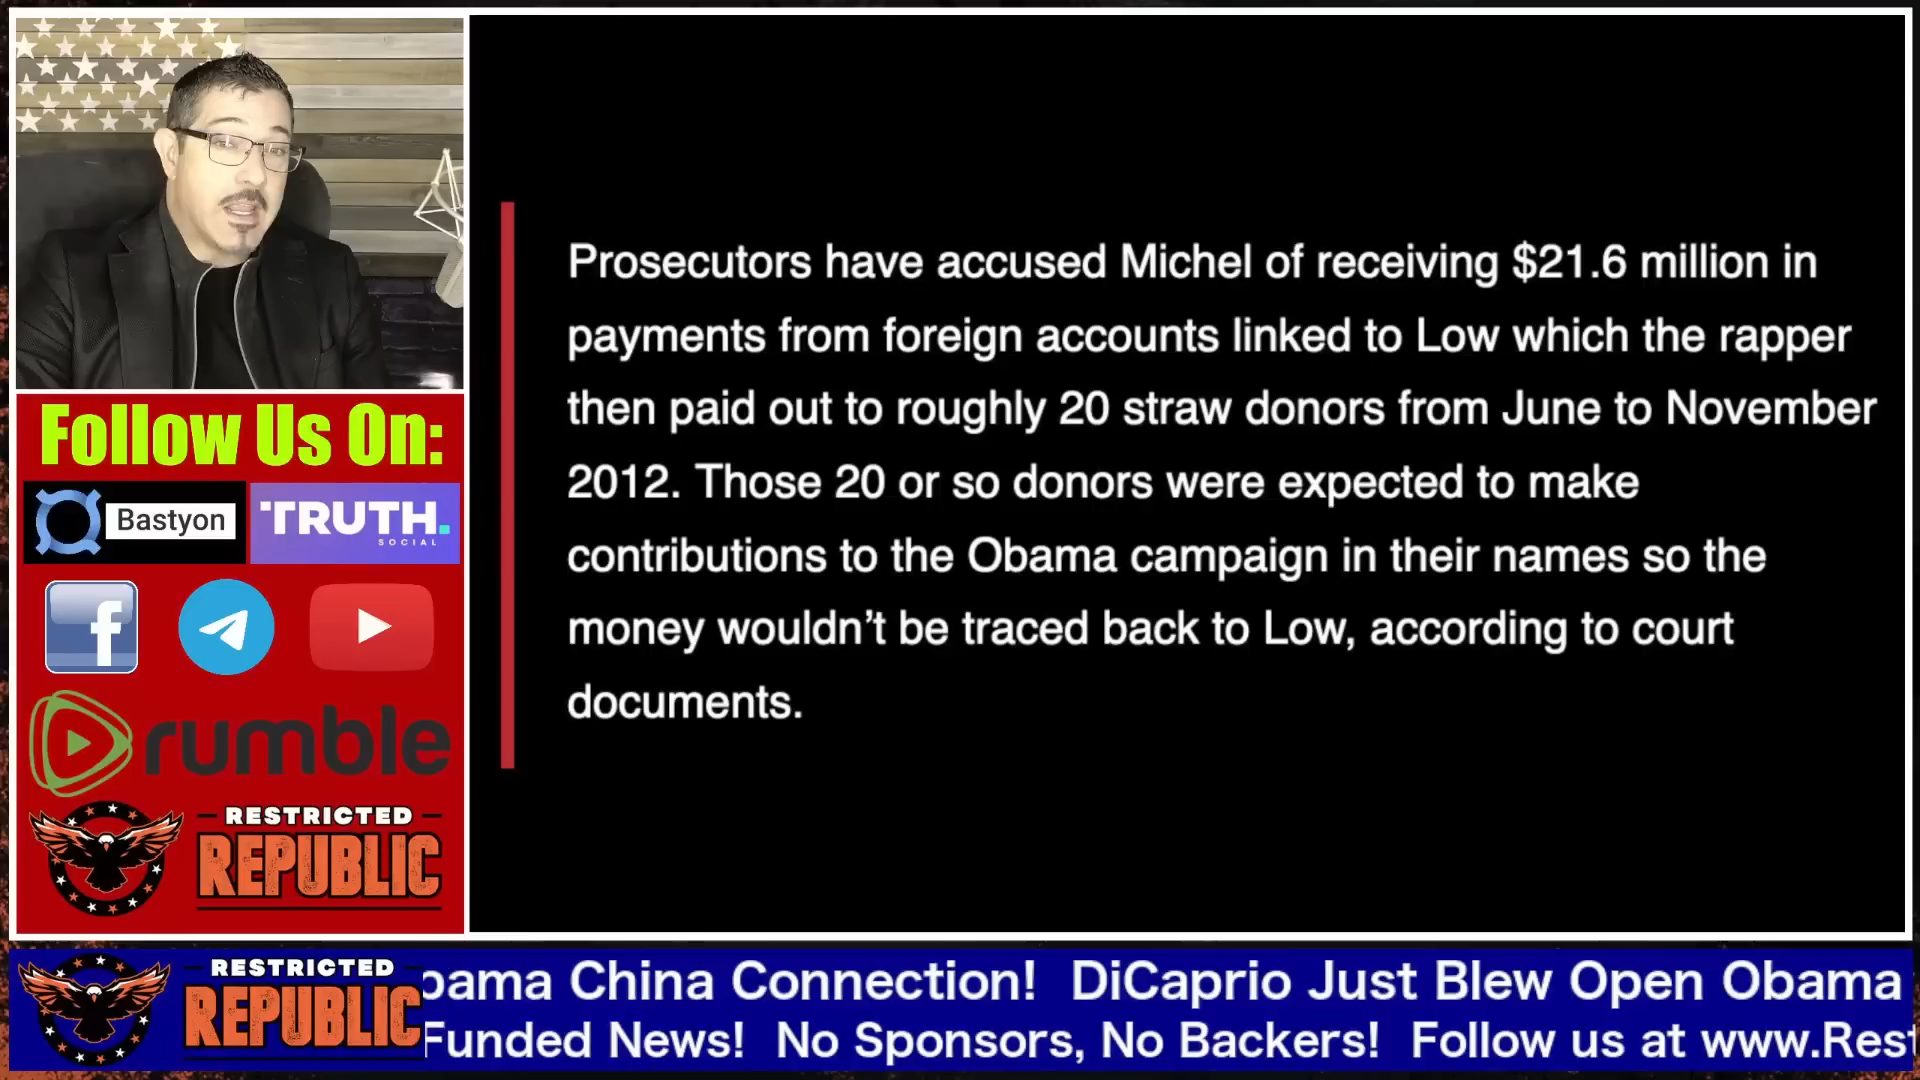 Prosecutors have accused Michel of receiving $21.6 million in
payments from foreign accounts linked to Low which the rapper
then paid out to roughly 20 straw donors from June to November
2012. Those 20 or so donors were expected to make
contributions to the Obama campaign in their names so the
money wouldn’t be traced back to Low, according to court
documents.
Follow Us On:
Bastyon
TRUTH.
SOCIAL
f
rumble
RESTRICTED
REPUBLIC
RESTRICTED
REPUBLIC
bama China Connection! DiCaprio Just Blew Open Obama
Funded News! No Sponsors, No Backers! Follow us at www.Rest